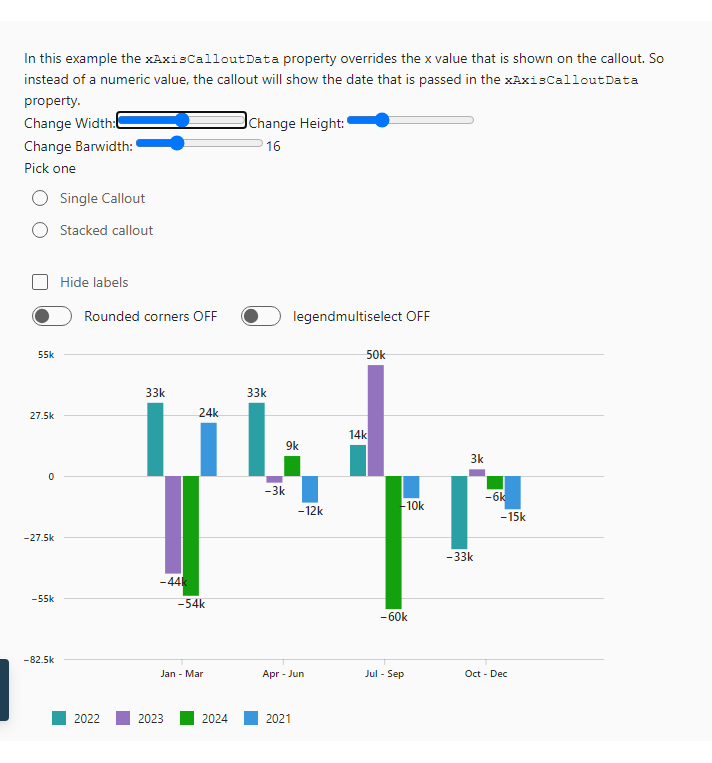 In this example the xAxisCalloutData property overrides the x value that is shown on the callout. So
instead of a numeric value, the callout will show the date that is passed in the xAxisCalloutData
property.
Change Width: Change Height:
Change Barwidth: 16
Pick one
Single Callout
Stacked callout
Hide labels
Rounded corners OFF legendmultiselect OFF
55k 50k
33k 33k
27.5k 24k
14k
9k
3k
0
−3k −6k
−12k −10k −15k
−27.5k
−33k
−44k
−55k −54k
−60k
−82.5k
Jan - Mar Apr - Jun Jul - Sep Oct - Dec
2022 2023 2024 2021